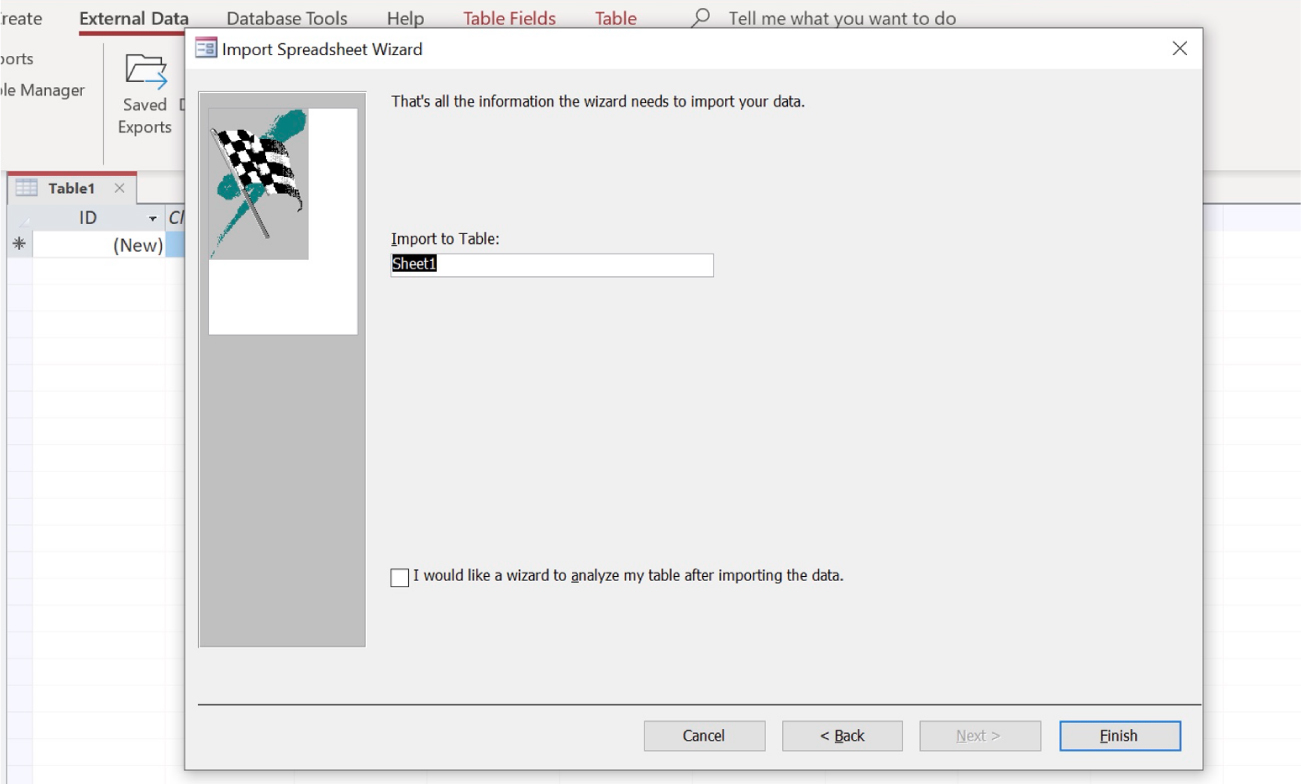 reate External Data Database Tools Help Table Fields Table Tell me what you want to do
Import Spreadsheet Wizard
ports
le Manager
Saved
Exports
That's all the information the wizard needs to import your data.
Table1
ID
(New)
Import to Table:
Sheet1
I would like a wizard to analyze my table after importing the data.
Cancel < Back Next > Finish